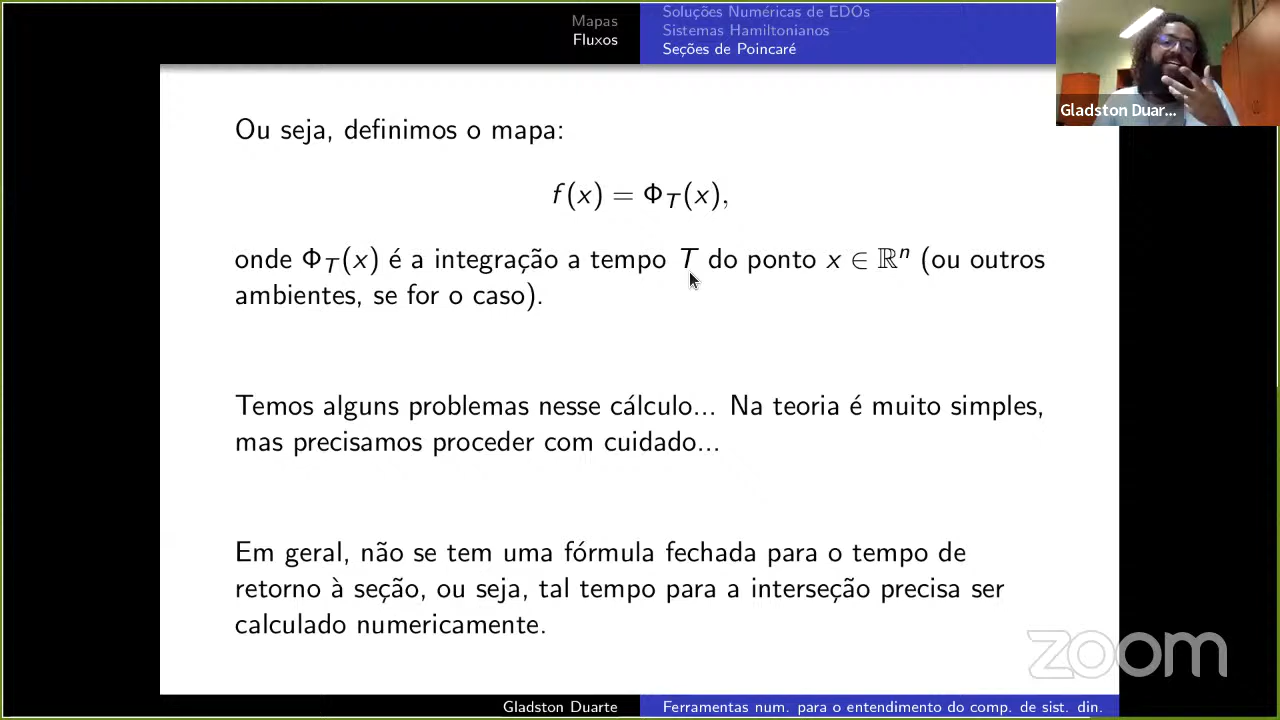 Mapas
Fluxos
Soluções Numéricas de EDOs
Sistemas Hamiltonianos
Seções de Poincaré
Gladston Duar...
Ou seja, definimos o mapa:
f(x) = Φ_T(x),
onde Φ_T(x) é a integração a tempo T do ponto x ∈ ℝⁿ (ou outros
ambientes, se for o caso).
Temos alguns problemas nesse cálculo... Na teoria é muito simples,
mas precisamos proceder com cuidado...
Em geral, não se tem uma fórmula fechada para o tempo de
retorno à seção, ou seja, tal tempo para a interseção precisa ser
calculado numericamente.
zoom
Gladston Duarte
Ferramentas num. para o entendimento do comp. de sist. din.